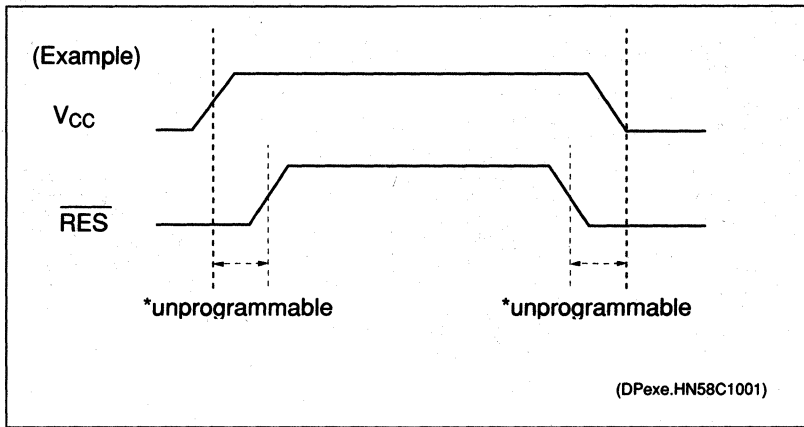 (Example)
VCC
RES
*unprogrammable *unprogrammable
(DPexe.HN58C1001)